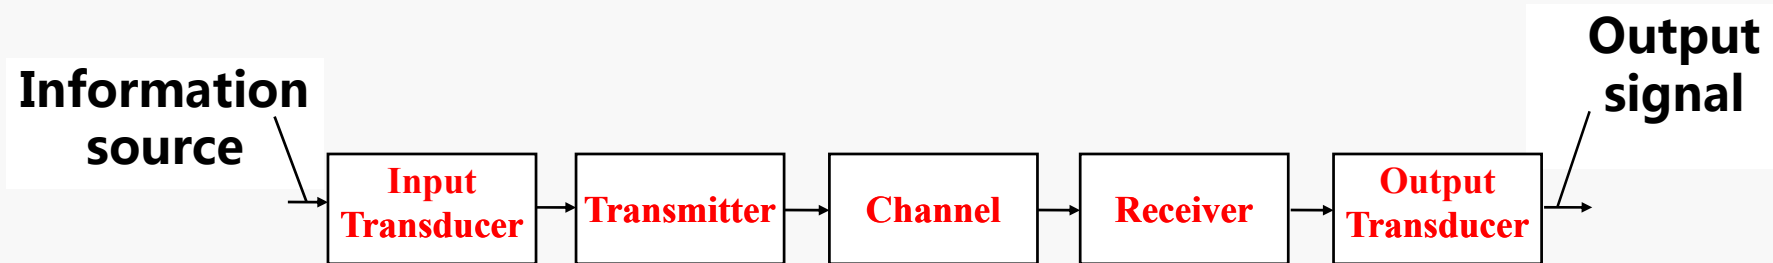 Information
source
Input
Transducer
Transmitter
Channel
Receiver
Output
Transducer
Output
signal